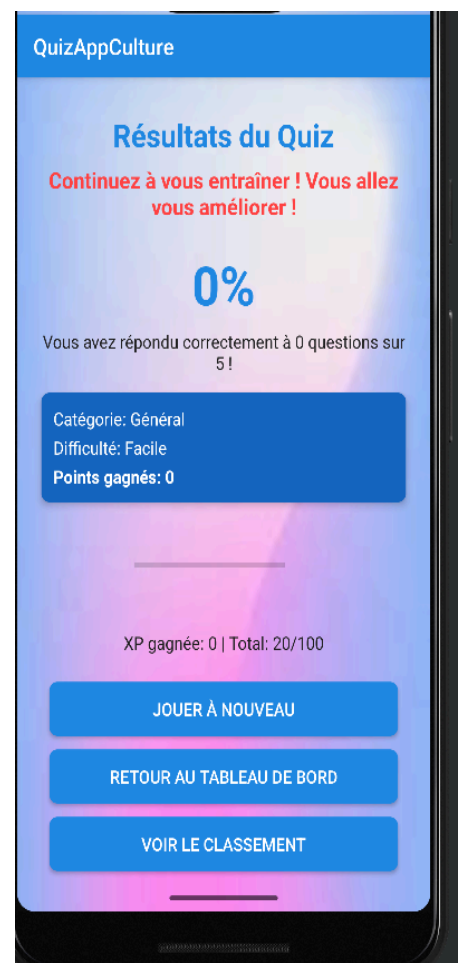 QuizAppCulture
Résultats du Quiz
Continuez à vous entraîner ! Vous allez
vous améliorer !
0%
Vous avez répondu correctement à 0 questions sur
5 !
Catégorie: Général
Difficulté: Facile
Points gagnés: 0
XP gagnée: 0 | Total: 20/100
JOUER À NOUVEAU
RETOUR AU TABLEAU DE BORD
VOIR LE CLASSEMENT